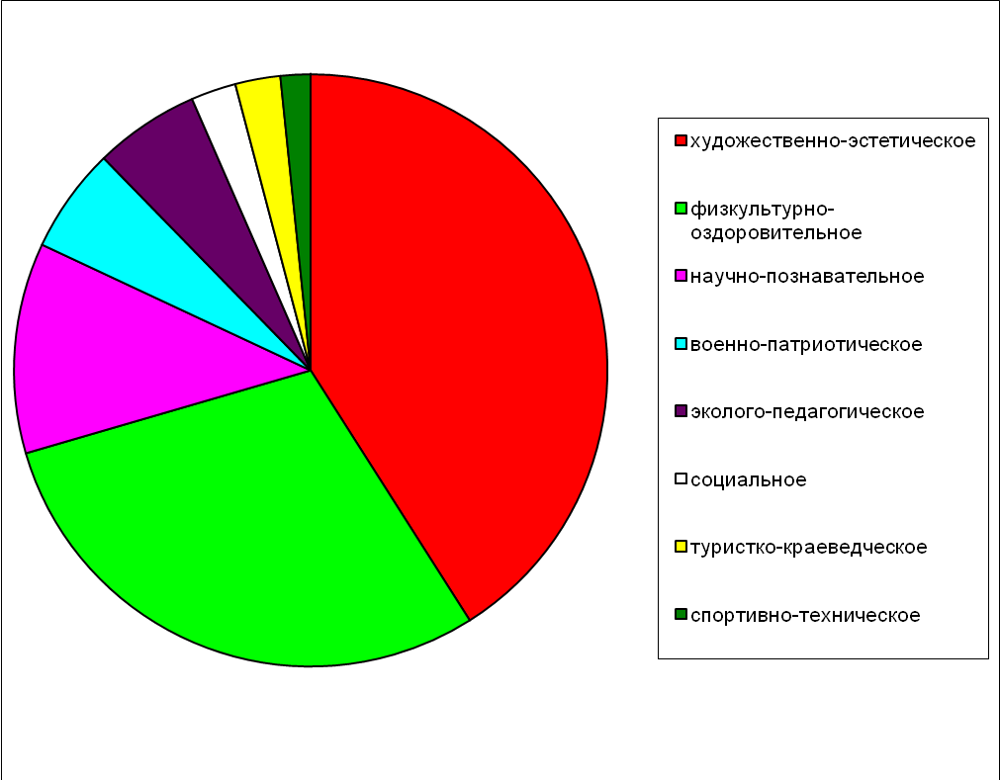 художественно-эстетическое
физкультурно-
оздоровительное
научно-познавательное
военно-патриотическое
эколого-педагогическое
социальное
туристко-краеведческое
спортивно-техническое